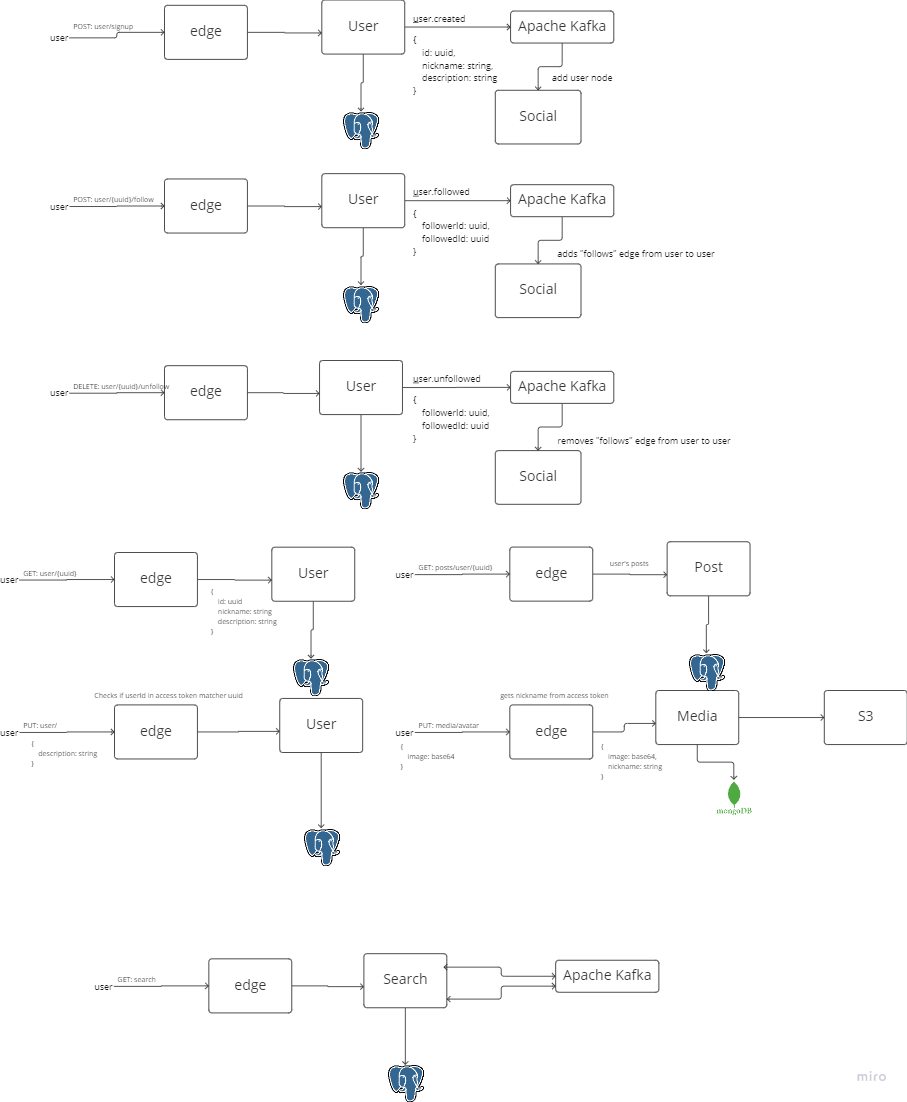 POST: user/signup
user
edge
User
user.created
{
id: uuid,
nickname: string,
description: string
}
Apache Kafka
add user node
Social
POST: user/{uuid}/follow
user
edge
User
user.followed
{
followerId: uuid,
followedId: uuid
}
Apache Kafka
adds "follows" edge from user to user
Social
DELETE: user/{uuid}/unfollow
user
edge
User
user.unfollowed
{
followerId: uuid,
followedId: uuid
}
Apache Kafka
removes "follows" edge from user to user
Social
GET: user/{uuid}
user
edge
{
id: uuid
nickname: string
description: string
}
User
GET: posts/user/{uuid}
user
edge
user's posts
Post
Checks if userId in access token matcher uuid
PUT: user/
user
{
description: string
}
edge
User
gets nickname from access token
PUT: media/avatar
user
{
image: base64
}
edge
{
image: base64,
nickname: string
}
Media
S3
mongoDB
GET: search
user
edge
Search
Apache Kafka
miro